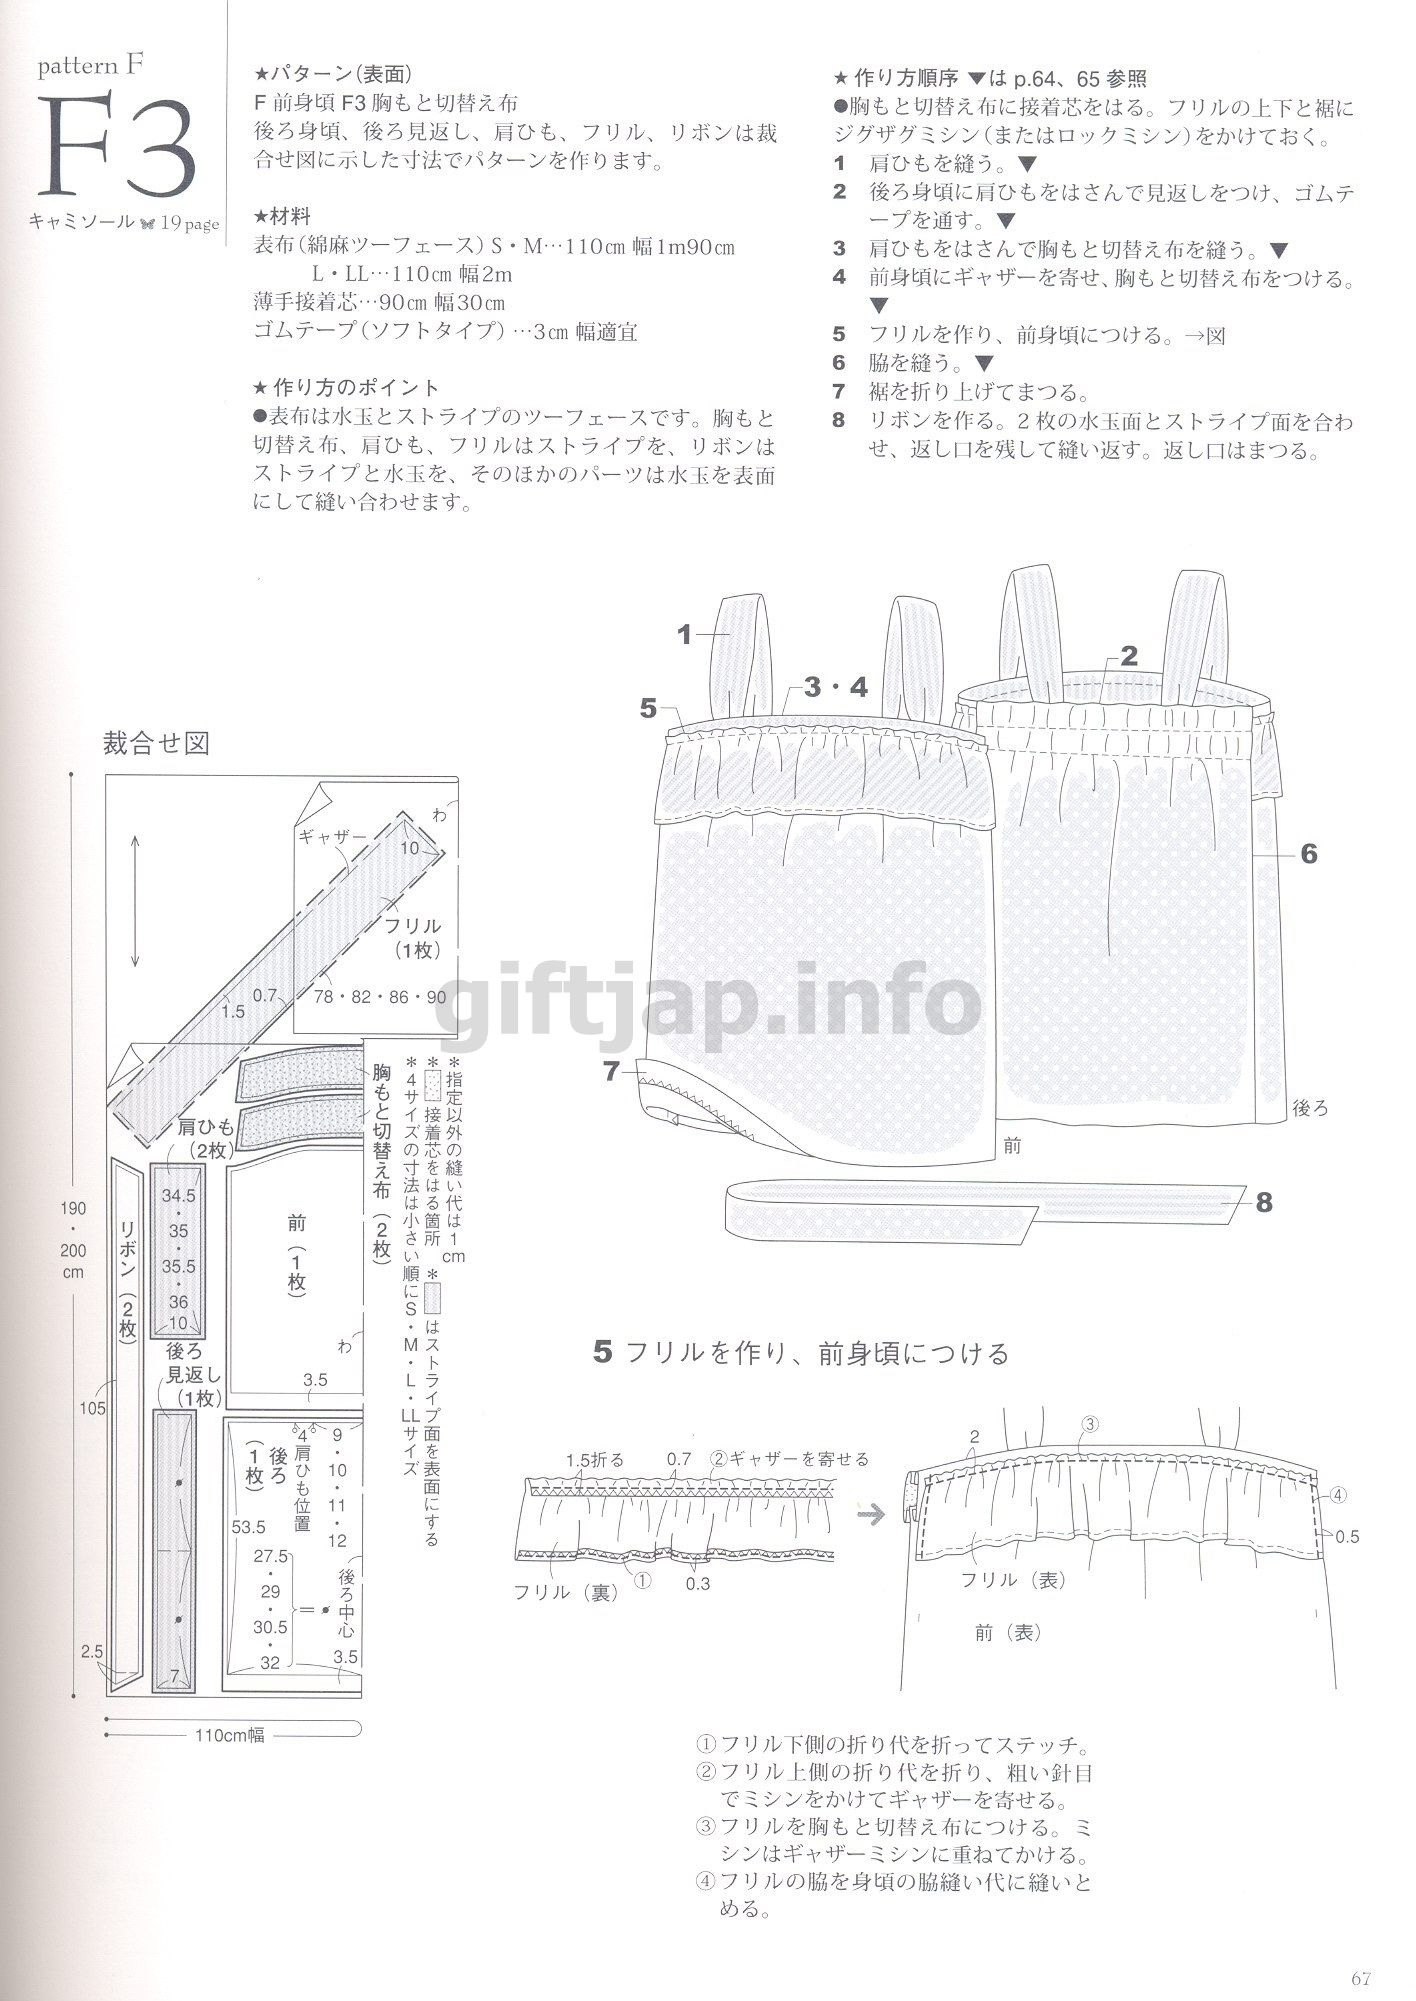 pattern F
F3
キャミソール 19 page
★パターン(表面)
F 前身頃 F3 胸もと切替え布
後ろ身頃、後ろ見返し、肩ひも、フリル、リボンは裁
合せ図に示した寸法でパターンを作ります。
★材料
表布(綿麻ツーフェース) S・M…110㎝ 幅1m90㎝
L・LL…110㎝ 幅2m
薄手接着芯…90㎝ 幅30㎝
ゴムテープ(ソフトタイプ)…3㎝ 幅適宜
★作り方のポイント
●表布は水玉とストライプのツーフェースです。胸もと
切替え布、肩ひも、フリルはストライプを、リボンは
ストライプと水玉を、そのほかのパーツは水玉を表面
にして縫い合わせます。
★作り方順序 ▼は p.64、65 参照
●胸もと切替え布に接着芯をはる。フリルの上下と裾に
ジグザグミシン(またはロックミシン)をかけておく。
1 肩ひもを縫う。▼
2 後ろ身頃に肩ひもをはさんで見返しをつけ、ゴムテ
ープを通す。▼
3 肩ひもをはさんで胸もと切替え布を縫う。▼
4 前身頃にギャザーを寄せ、胸もと切替え布をつける。
▼
5 フリルを作り、前身頃につける。→図
6 脇を縫う。▼
7 裾を折り上げてまつる。
8 リボンを作る。2枚の水玉面とストライプ面を合わ
せ、返し口を残して縫い返す。返し口はまつる。
1
2
3・4
5
6
7
後ろ
前
8
裁合せ図
わ
ギャザー
10
フリル
(1枚)
78・82・86・90
0.7
1.5
giftjap.info
胸もと切替え布(2枚)
*指定以外の縫い代は1cm
* 接着芯をはる箇所 * はストライプ面を表面にする
*4サイズの寸法は小さい順にS・M・L・LLサイズ
肩ひも
(2枚)
34.5
・
35
・
35.5
・
36
10
190
・
200
cm
リボン(2枚)
前(1枚)
わ
3.5
後ろ
見返し
(1枚)
105
後ろ(1枚)
4
肩ひも位置
9
・
10
・
11
・
12
53.5
27.5
・
29
・
30.5
・
32
=
後ろ中心
3.5
2.5
7
110cm幅
5 フリルを作り、前身頃につける
1.5折る
0.7
②ギャザーを寄せる
フリル(裏)
①
0.3
2
③
④
0.5
フリル(表)
前(表)
①フリル下側の折り代を折ってステッチ。
②フリル上側の折り代を折り、粗い針目
でミシンをかけてギャザーを寄せる。
③フリルを胸もと切替え布につける。ミ
シンはギャザーミシンに重ねてかける。
④フリルの脇を身頃の脇縫い代に縫いと
める。
67